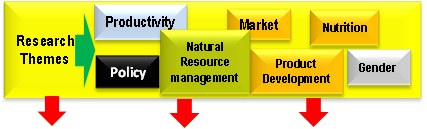 Research
Themes
Productivity
Market
Nutrition
Policy
Natural
Resource
management
Product
Development
Gender